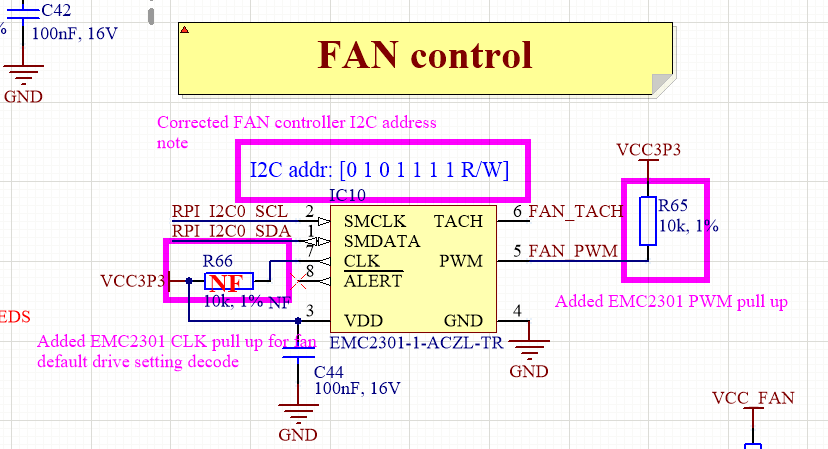 C42
%
100nF, 16V
GND
FAN control
Corrected FAN controller I2C address
note
I2C addr: [0 1 0 1 1 1 1 R/W]
VCC3P3
IC10
RPI_I2C0_SCL 2 SMCLK TACH 6 FAN_TACH
R65
10k, 1%
RPI_I2C0_SDA 1 SMDATA
R66 7 CLK PWM 5 FAN_PWM
VCC3P3 NF 8 ALERT
10k, 1% NF
Added EMC2301 PWM pull up
EDS
3 VDD GND 4
Added EMC2301 CLK pull up for fan
default drive setting decode
EMC2301-1-ACZL-TR
GND
C44
100nF, 16V
GND
VCC_FAN